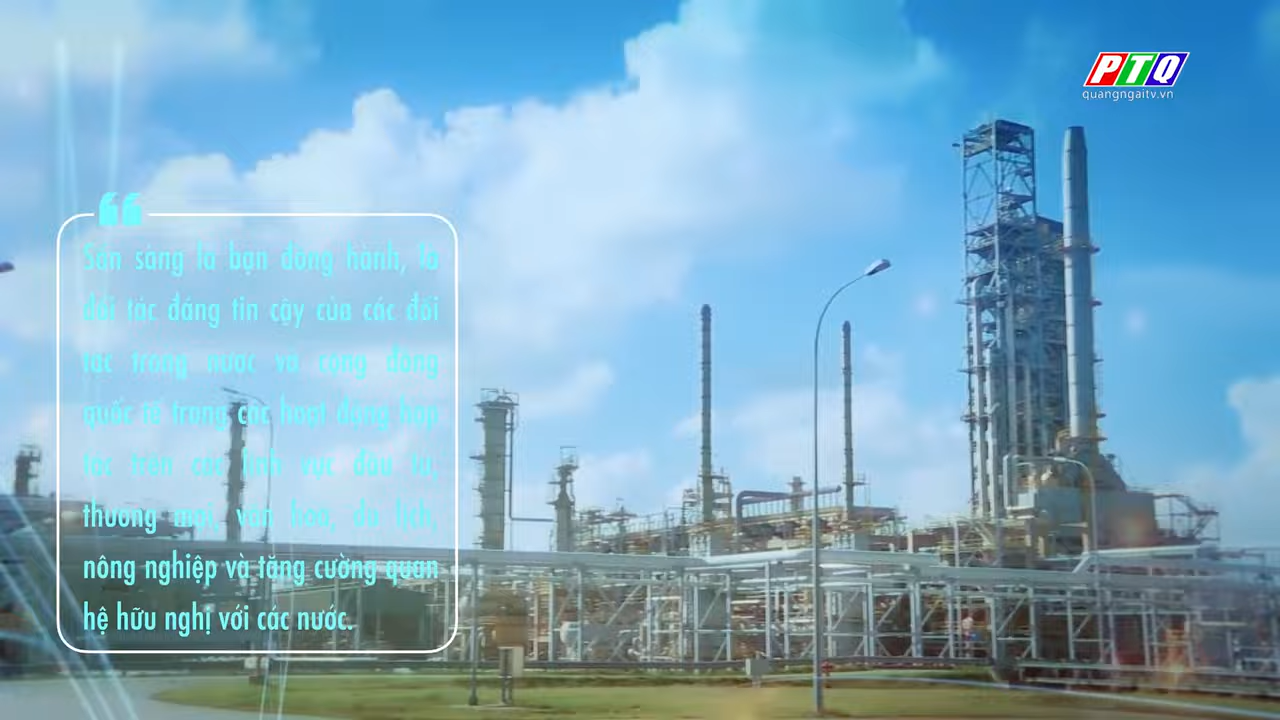 PTQ
quangngaitv.vn
Sẵn sàng là bạn đồng hành, là
đối tác đáng tin cậy của các đối
tác trong nước và cộng đồng
quốc tế trong các hoạt động hợp
tác trên các lĩnh vực đầu tư,
thương mại, văn hoá, du lịch,
nông nghiệp và tăng cường quan
hệ hữu nghị với các nước.